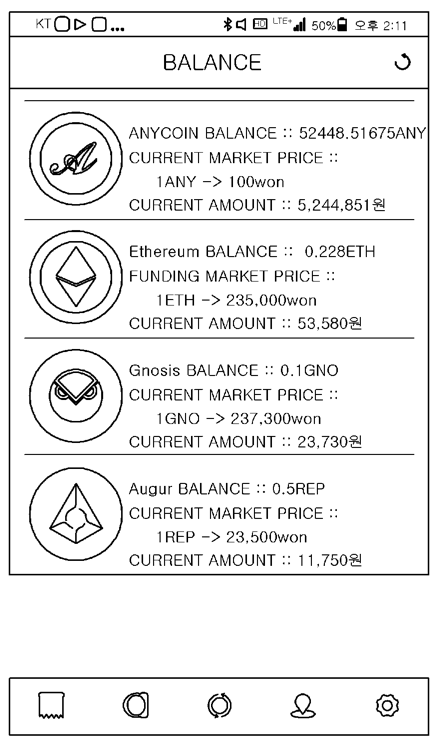 KT ... HD LTE+ 50% 오후 2:11
BALANCE
ANYCOIN BALANCE :: 52448.51675ANY
CURRENT MARKET PRICE ::
1ANY -> 100won
CURRENT AMOUNT :: 5,244,851원
Ethereum BALANCE :: 0.228ETH
FUNDING MARKET PRICE ::
1ETH -> 235,000won
CURRENT AMOUNT :: 53,580원
Gnosis BALANCE :: 0.1GNO
CURRENT MARKET PRICE ::
1GNO -> 237,300won
CURRENT AMOUNT :: 23,730원
Augur BALANCE :: 0.5REP
CURRENT MARKET PRICE ::
1REP -> 23,500won
CURRENT AMOUNT :: 11,750원